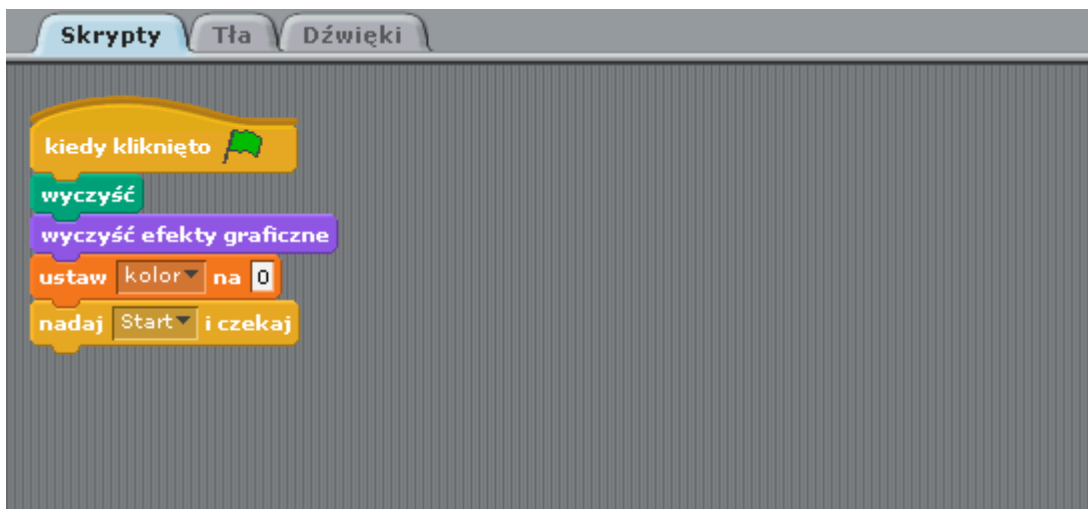 Skrypty Tła Dźwięki
kiedy kliknięto
wyczyść
wyczyść efekty graficzne
ustaw kolor na 0
nadaj Start i czekaj